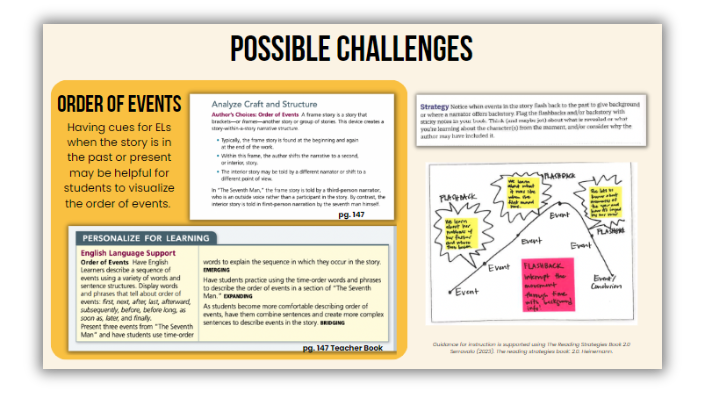 POSSIBLE CHALLENGES
ORDER OF EVENTS
Having cues for ELs
when the story is in
the past or present
may be helpful for
students to visualize
the order of events.
Analyze Craft and Structure
Author's Choices: Order of Events A frame story is a story that
brackets—or frames—another story or group of stories. This device creates a
story-within-a-story narrative structure.
• Typically, the frame story is found at the beginning and again
at the end of the work.
• Within this frame, the author shifts the narrative to a second,
or interior, story.
• The interior story may be told by a different narrator or shift to a
different point of view.
In "The Seventh Man," the frame story is told by a third-person narrator,
who is an outside voice rather than a participant in the story. By contrast, the
interior story is told in first-person narration by the seventh man himself.
pg. 147
PERSONALIZE FOR LEARNING
English Language Support
Order of Events Have English
Learners describe a sequence of
events using a variety of words and
sentence structures. Display words
and phrases that tell about order of
events: first, next, after, last, afterward,
subsequently, before, before long, as
soon as, later, and finally.
Present three events from "The Seventh
Man" and have students use time-order
words to explain the sequence in which they occur in the story.
EMERGING
Have students practice using the time-order words and phrases
to describe the order of events in a section of "The Seventh
Man." EXPANDING
As students become more comfortable describing order of
events, have them combine sentences and create more complex
sentences to describe events in the story. BRIDGING
pg. 147 Teacher Book
Strategy Notice when events in the story flash back to the past to give background
or where a narrator offers backstory. Flag the flashbacks and/or backstory with
sticky notes in your book. Think (and maybe jot) about what is revealed or what
you're learning about the character(s) from the moment, and/or consider why the
author may have included it.
FLASHBACK
FLASHBACK
FLASHBACK
We learn
about
Event
Event
Event
Event
Event
Event/
Conclusion
FLASHBACK
interrupt the
movement
through time
with background
info!
Guidance for instruction is supported using The Reading Strategies Book 2.0
Serravallo (2023). The reading strategies book: 2.0. Heinemann.